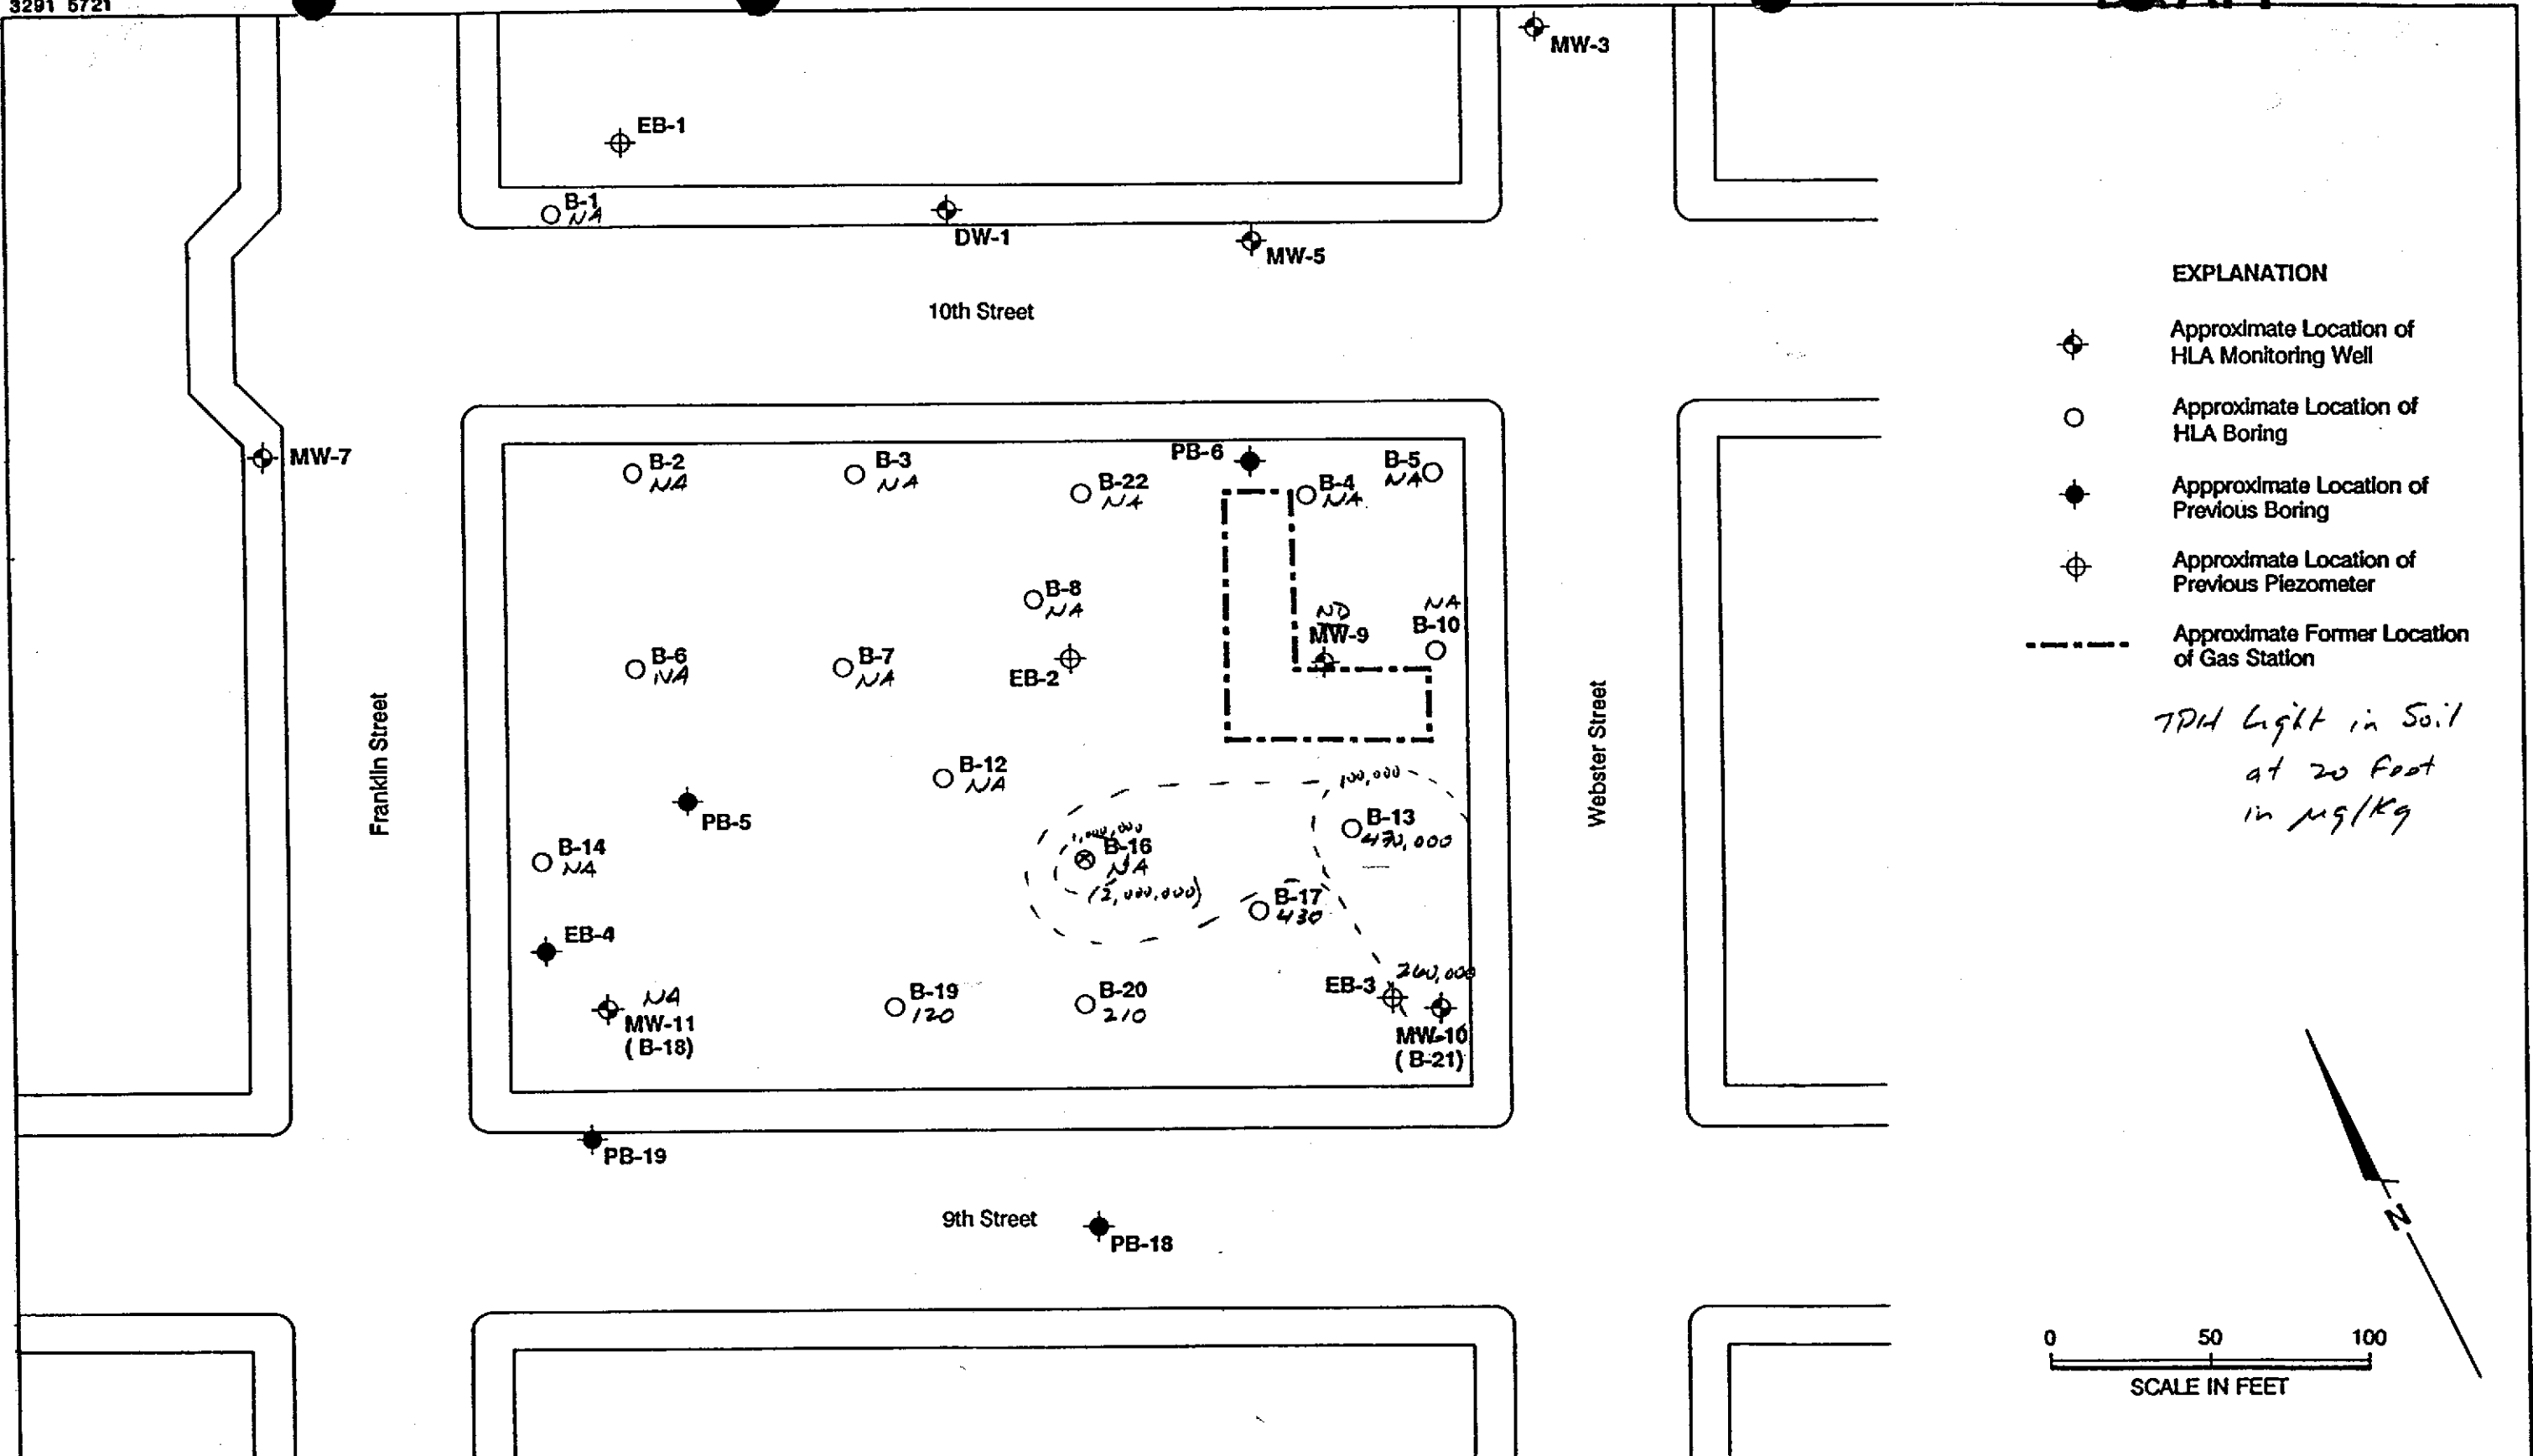 3291 5721
MW-3
EB-1
B-1
NA
DW-1
MW-5
10th Street
EXPLANATION
Approximate Location of
HLA Monitoring Well
Approximate Location of
HLA Boring
Appproximate Location of
Previous Boring
Approximate Location of
Previous Piezometer
Approximate Former Location
of Gas Station
TPH Light in Soil
at 20 Foot
in µg/Kg
MW-7
B-2
NA
B-3
NA
B-22
NA
PB-6
B-4
NA
B-5
NA
B-8
NA
ND
MW-9
NA
B-10
B-6
NA
B-7
NA
EB-2
Franklin Street
Webster Street
B-12
NA
100,000
PB-5
B-13
470,000
1,000,000
B-16
NA
(2,000,000)
B-14
NA
B-17
430
EB-4
NA
MW-11
(B-18)
B-19
120
B-20
210
EB-3
260,000
MW-10
(B-21)
PB-19
9th Street
PB-18
N
0 50 100
SCALE IN FEET